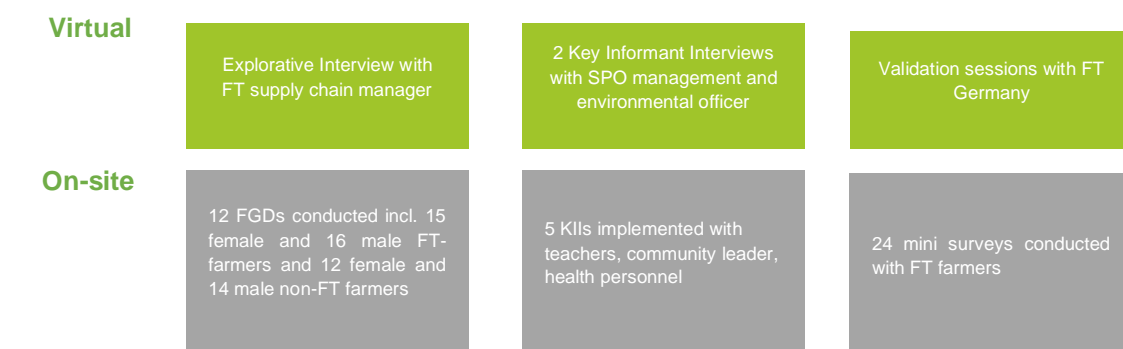 Virtual
Explorative Interview with
FT supply chain manager
2 Key Informant Interviews
with SPO management and
environmental officer
Validation sessions with FT
Germany
On-site
12 FGDs conducted incl. 15
female and 16 male FT-
farmers and 12 female and
14 male non-FT farmers
5 KIIs implemented with
teachers, community leader,
health personnel
24 mini surveys conducted
with FT farmers